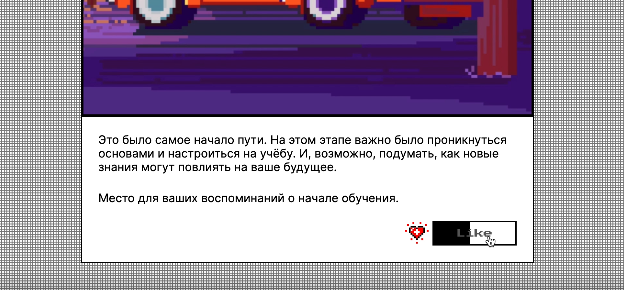 Это было самое начало пути. На этом этапе важно было проникнуться
основами и настроиться на учёбу. И, возможно, подумать, как новые
знания могут повлиять на ваше будущее.
Место для ваших воспоминаний о начале обучения.
Like